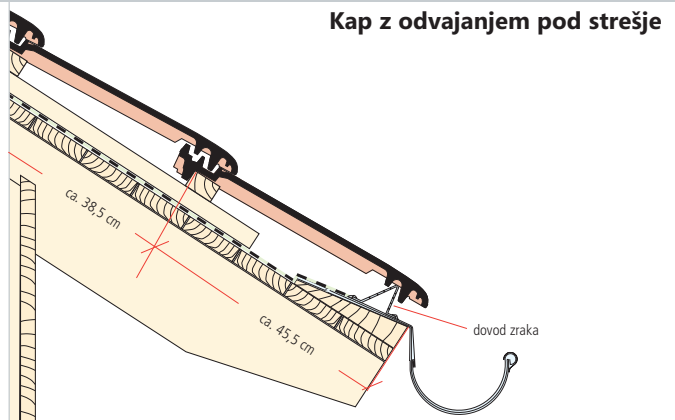 Kap z odvajanjem pod strešje
ca. 38,5 cm
ca. 45,5 cm
dovod zraka